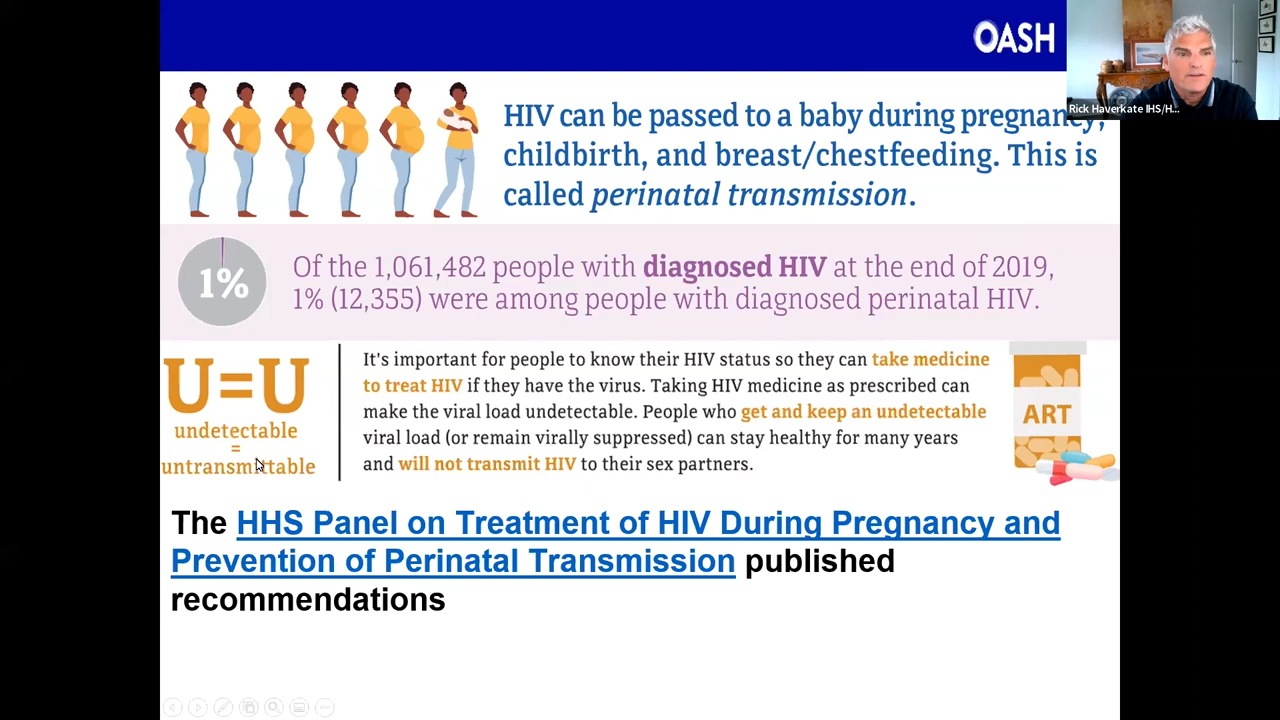 OASH
Rick Haverkate IHS/H...
HIV can be passed to a baby during pregnancy,
childbirth, and breast/chestfeeding. This is
called perinatal transmission.
1%
Of the 1,061,482 people with diagnosed HIV at the end of 2019,
1% (12,355) were among people with diagnosed perinatal HIV.
U=U
undetectable
=
untransmittable
It's important for people to know their HIV status so they can take medicine
to treat HIV if they have the virus. Taking HIV medicine as prescribed can
make the viral load undetectable. People who get and keep an undetectable
viral load (or remain virally suppressed) can stay healthy for many years
and will not transmit HIV to their sex partners.
ART
The HHS Panel on Treatment of HIV During Pregnancy and
Prevention of Perinatal Transmission published
recommendations